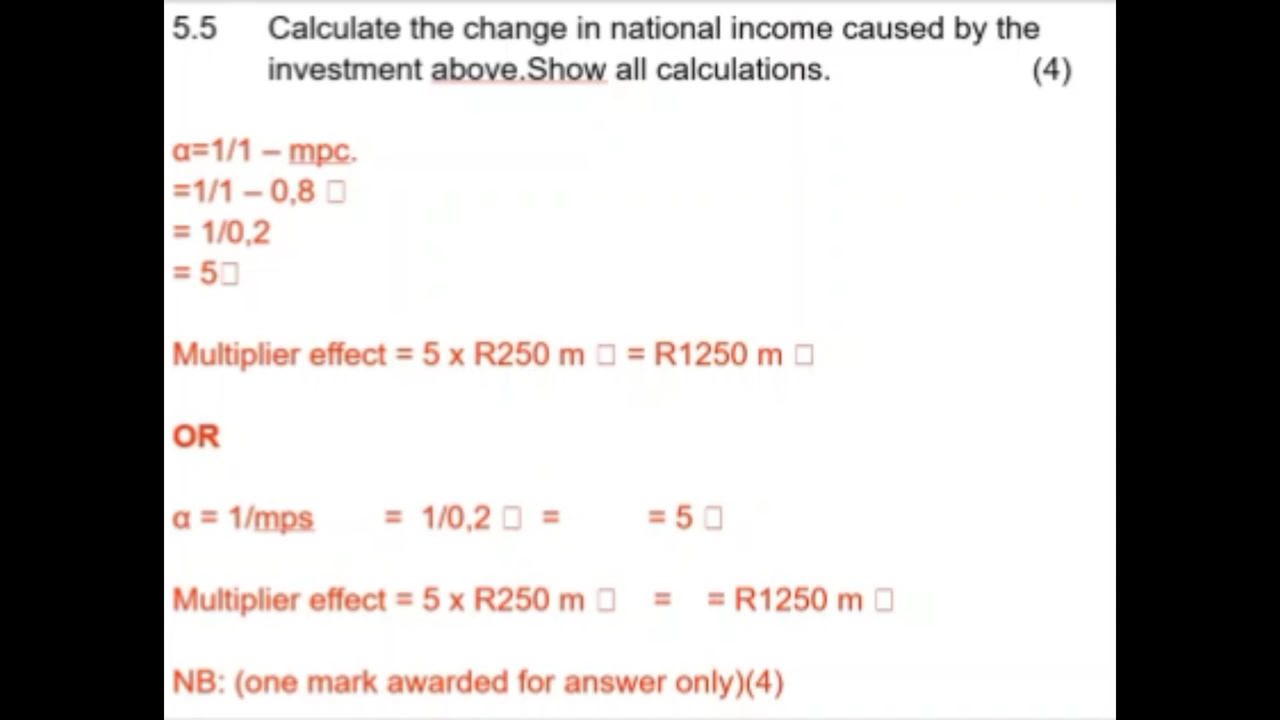 5.5 Calculate the change in national income caused by the
investment above.Show all calculations. (4)
α=1/1 – mpc.
=1/1 – 0,8 □
= 1/0,2
= 5□
Multiplier effect = 5 x R250 m □ = R1250 m □
OR
α = 1/mps = 1/0,2 □ = = 5 □
Multiplier effect = 5 x R250 m □ = = R1250 m □
NB: (one mark awarded for answer only)(4)